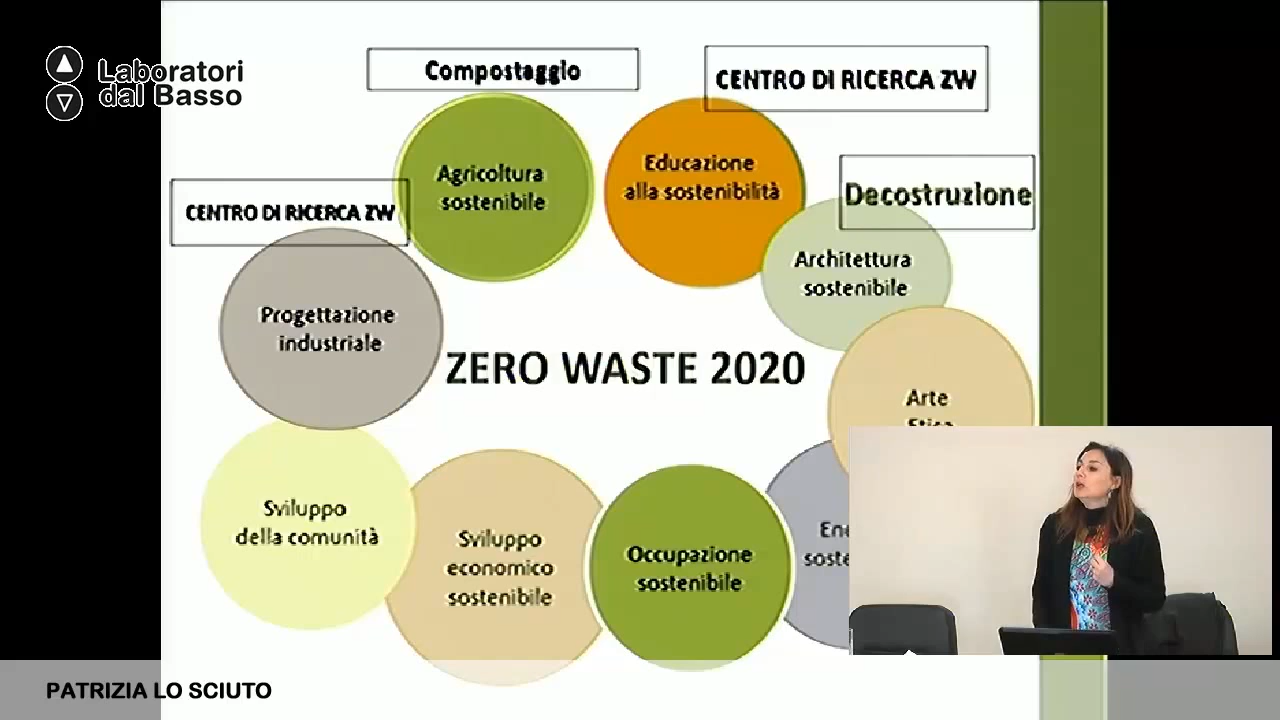 Laboratori
dal Basso
Compostaggio
CENTRO DI RICERCA ZW
Educazione
alla sostenibilità
Agricoltura
sostenibile
Decostruzione
CENTRO DI RICERCA ZW
Architettura
sostenibile
Progettazione
industriale
ZERO WASTE 2020
Arte
Sviluppo
della comunità
Sviluppo
economico
sostenibile
Occupazione
sostenibile
PATRIZIA LO SCIUTO